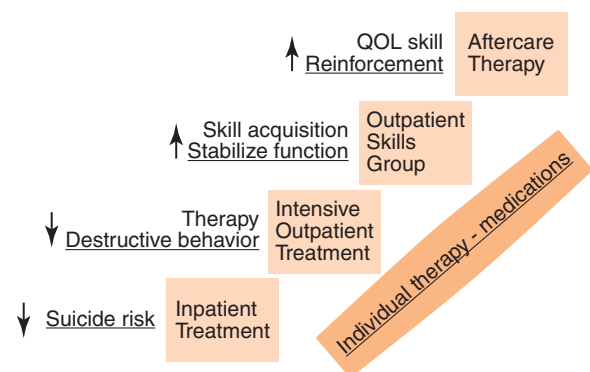 QOL skill
Reinforcement
Aftercare
Therapy
Skill acquisition
Stabilize function
Outpatient
Skills
Group
Therapy
Destructive behavior
Intensive
Outpatient
Treatment
Suicide risk
Inpatient
Treatment
Individual therapy - medications